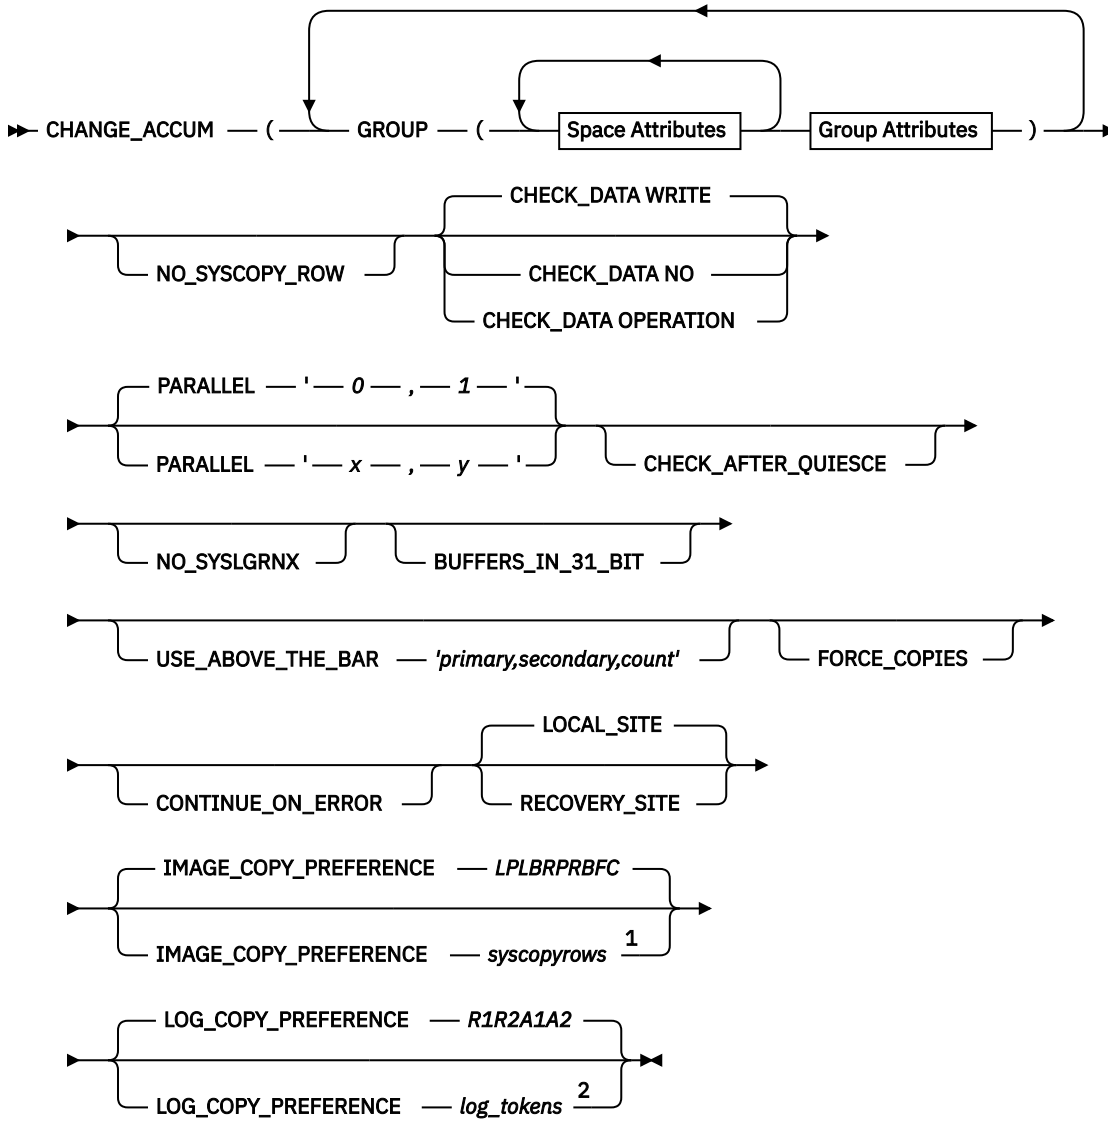 CHANGE_ACCUM ( GROUP ( Space Attributes Group Attributes )
CHECK_DATA WRITE
NO_SYSCOPY_ROW CHECK_DATA NO
CHECK_DATA OPERATION
PARALLEL ' 0 , 1 '
PARALLEL ' x , y ' CHECK_AFTER_QUIESCE
NO_SYSLGRNX BUFFERS_IN_31_BIT
USE_ABOVE_THE_BAR 'primary,secondary,count' FORCE_COPIES
LOCAL_SITE
CONTINUE_ON_ERROR RECOVERY_SITE
IMAGE_COPY_PREFERENCE LPLBRPRBFC
IMAGE_COPY_PREFERENCE syscopyrows 1
LOG_COPY_PREFERENCE R1R2A1A2
LOG_COPY_PREFERENCE log_tokens 2